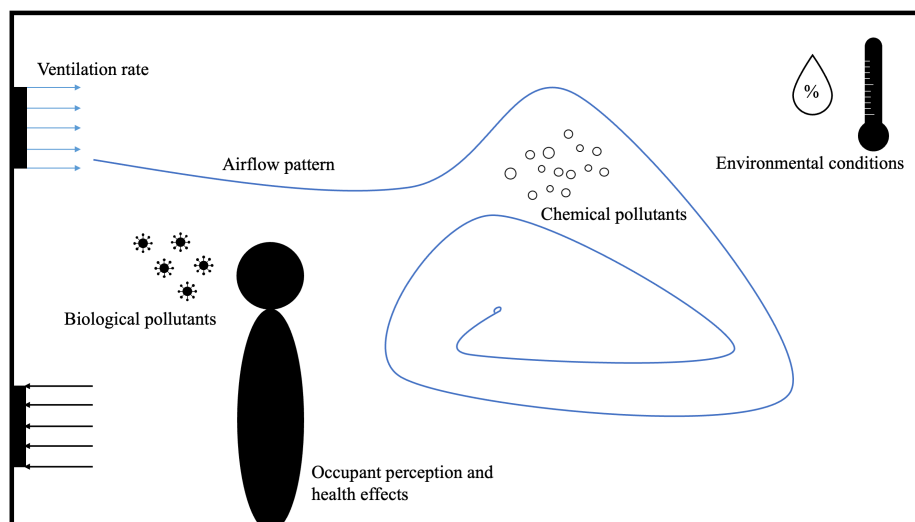 Ventilation rate
%
Environmental conditions
Airflow pattern
Chemical pollutants
Biological pollutants
Occupant perception and
health effects